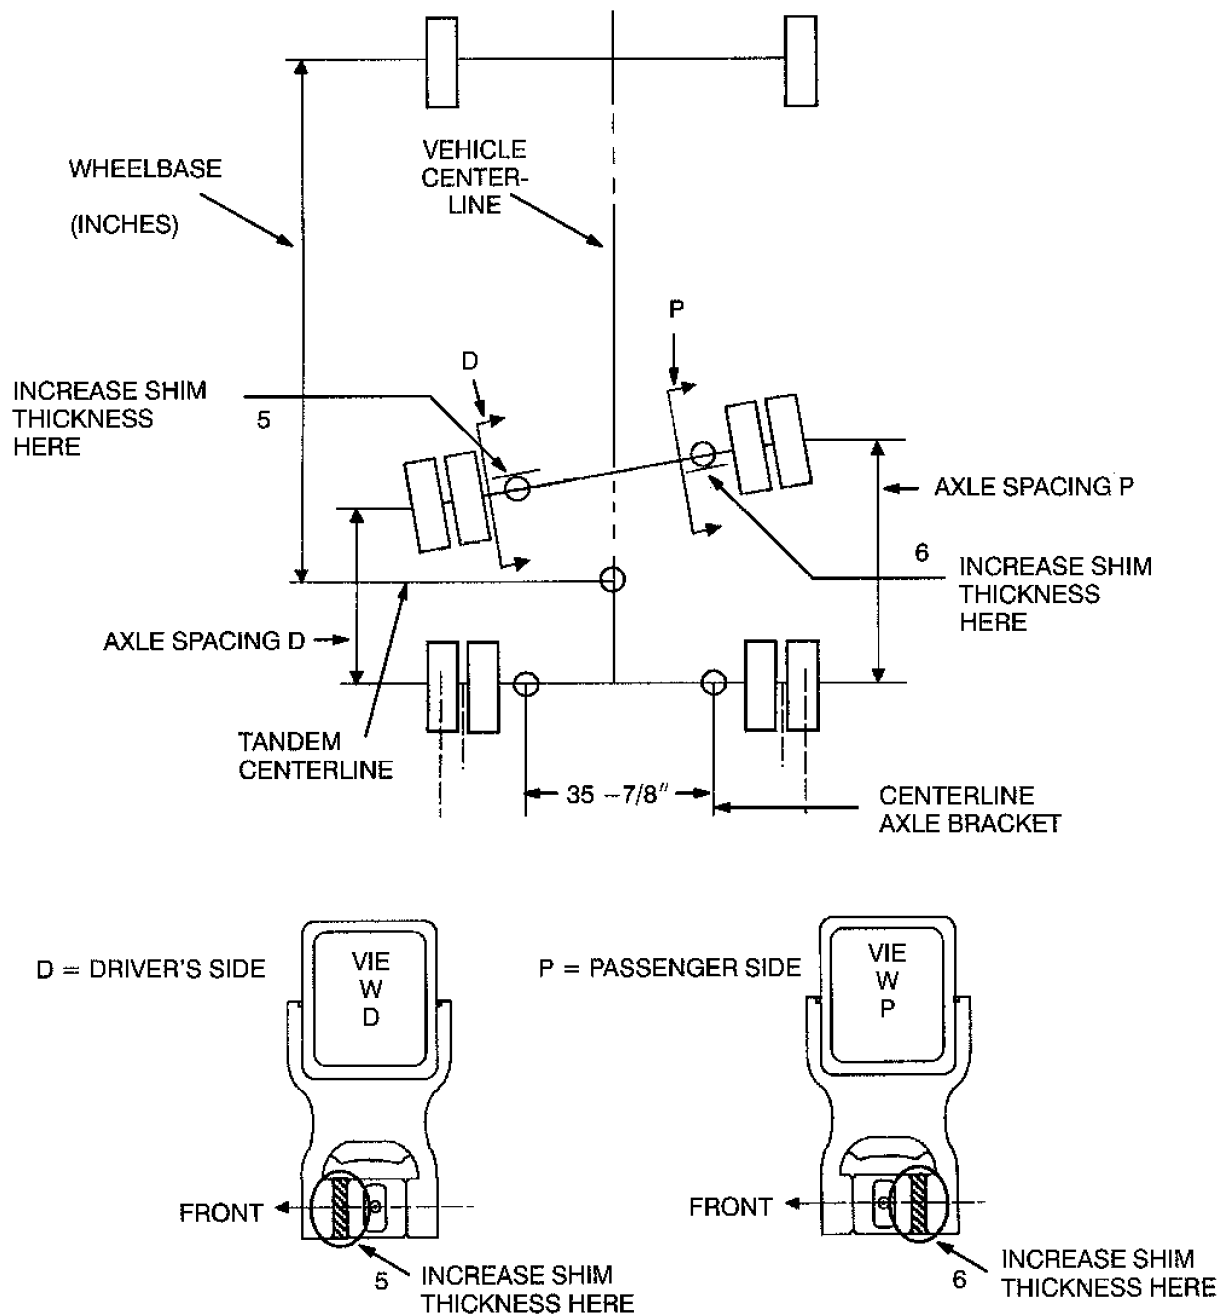 WHEELBASE
(INCHES)
VEHICLE
CENTER-
LINE
P
D
INCREASE SHIM
THICKNESS
HERE
5
AXLE SPACING P
6
INCREASE SHIM
THICKNESS
HERE
AXLE SPACING D
TANDEM
CENTERLINE
35 –7/8"
CENTERLINE
AXLE BRACKET
D = DRIVER'S SIDE
VIE
W
D
P = PASSENGER SIDE
VIE
W
P
FRONT
5
INCREASE SHIM
THICKNESS HERE
FRONT
6
INCREASE SHIM
THICKNESS HERE